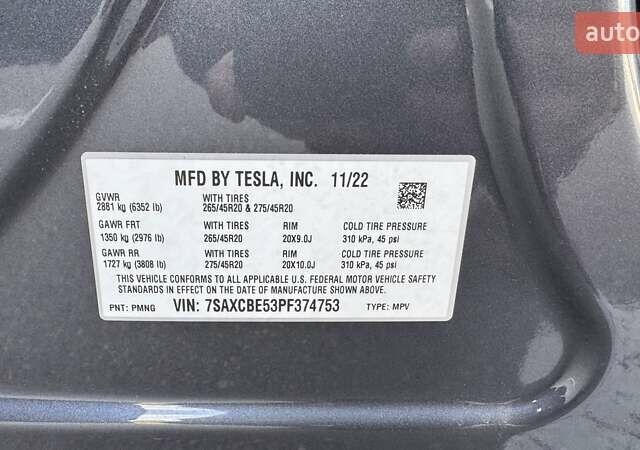 auto
MFD BY TESLA, INC. 11/22
GVWR WITH TIRES
2881 kg (6352 lb) 265/45R20 & 275/45R20
GAWR FRT WITH TIRES RIM COLD TIRE PRESSURE
1350 kg (2976 lb) 265/45R20 20X9.0J 310 kPa, 45 psi
GAWR RR WITH TIRES RIM COLD TIRE PRESSURE
1727 kg (3808 lb) 275/45R20 20X10.0J 310 kPa, 45 psi
THIS VEHICLE CONFORMS TO ALL APPLICABLE U.S. FEDERAL MOTOR VEHICLE SAFETY
STANDARDS IN EFFECT ON THE DATE OF MANUFACTURE SHOWN ABOVE.
PNT: PMNG VIN: 7SAXCBE53PF374753 TYPE: MPV